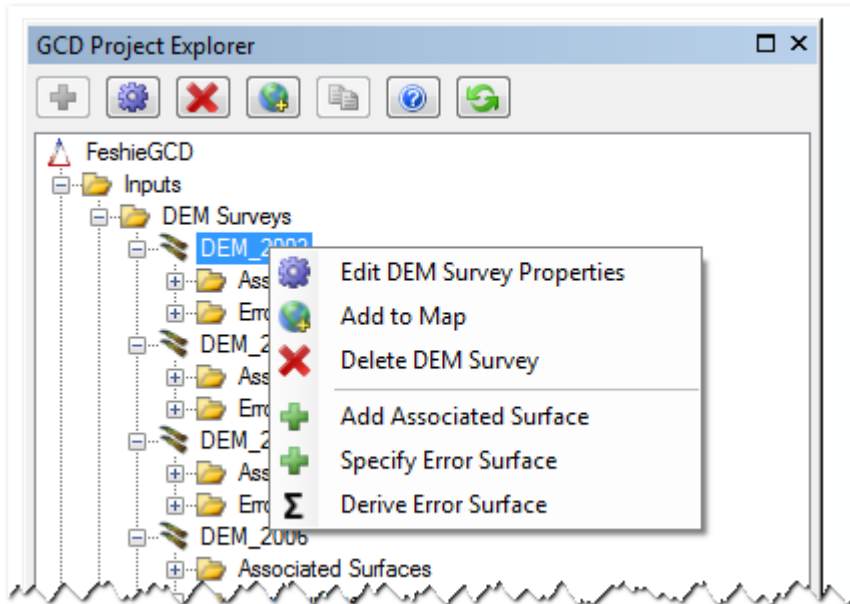 GCD Project Explorer
FeshieGCD
Inputs
DEM Surveys
DEM_2002
Edit DEM Survey Properties
Add to Map
Delete DEM Survey
Add Associated Surface
Specify Error Surface
Derive Error Surface
DEM_2006
Associated Surfaces